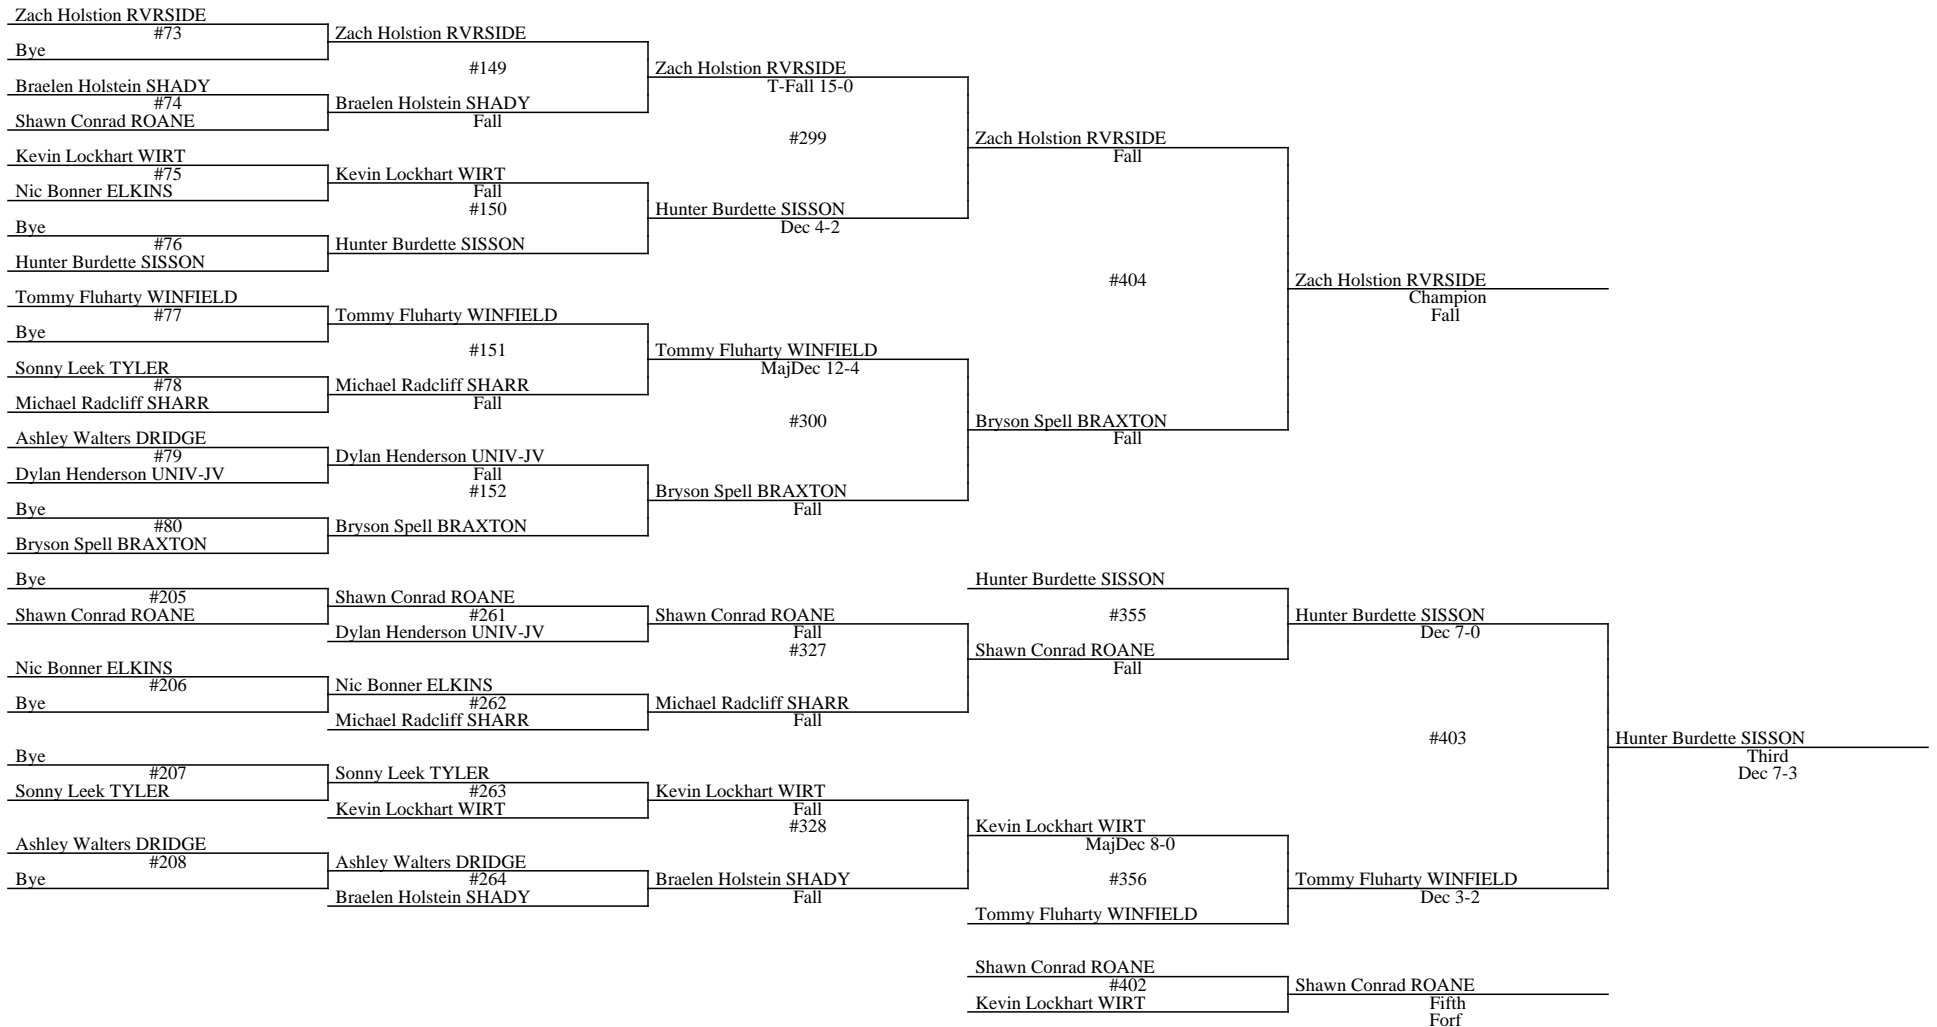 Zach Holstion RVRSIDE
#73
Bye
Zach Holstion RVRSIDE
#149
Braelen Holstein SHADY
#74
Shawn Conrad ROANE
Braelen Holstein SHADY
Fall
Zach Holstion RVRSIDE
T-Fall 15-0
#299
Kevin Lockhart WIRT
#75
Nic Bonner ELKINS
Kevin Lockhart WIRT
Fall
#150
Bye
#76
Hunter Burdette SISSON
Hunter Burdette SISSON
Hunter Burdette SISSON
Dec 4-2
Zach Holstion RVRSIDE
Fall
#404
Tommy Fluharty WINFIELD
#77
Bye
Tommy Fluharty WINFIELD
#151
Sonny Leek TYLER
#78
Michael Radcliff SHARR
Michael Radcliff SHARR
Fall
Tommy Fluharty WINFIELD
MajDec 12-4
#300
Ashley Walters DRIDGE
#79
Dylan Henderson UNIV-JV
Dylan Henderson UNIV-JV
Fall
#152
Bye
#80
Bryson Spell BRAXTON
Bryson Spell BRAXTON
Bryson Spell BRAXTON
Fall
Bryson Spell BRAXTON
Fall
Zach Holstion RVRSIDE
Champion
Fall
Bye
#205
Shawn Conrad ROANE
Shawn Conrad ROANE
#261
Dylan Henderson UNIV-JV
Shawn Conrad ROANE
Fall
#327
Nic Bonner ELKINS
#206
Bye
Nic Bonner ELKINS
#262
Michael Radcliff SHARR
Michael Radcliff SHARR
Fall
Hunter Burdette SISSON
#355
Shawn Conrad ROANE
Fall
Hunter Burdette SISSON
Dec 7-0
#403
Bye
#207
Sonny Leek TYLER
Sonny Leek TYLER
#263
Kevin Lockhart WIRT
Kevin Lockhart WIRT
Fall
#328
Ashley Walters DRIDGE
#208
Bye
Ashley Walters DRIDGE
#264
Braelen Holstein SHADY
Braelen Holstein SHADY
Fall
Kevin Lockhart WIRT
MajDec 8-0
#356
Tommy Fluharty WINFIELD
Tommy Fluharty WINFIELD
Dec 3-2
Hunter Burdette SISSON
Third
Dec 7-3
Shawn Conrad ROANE
#402
Kevin Lockhart WIRT
Shawn Conrad ROANE
Fifth
Forf